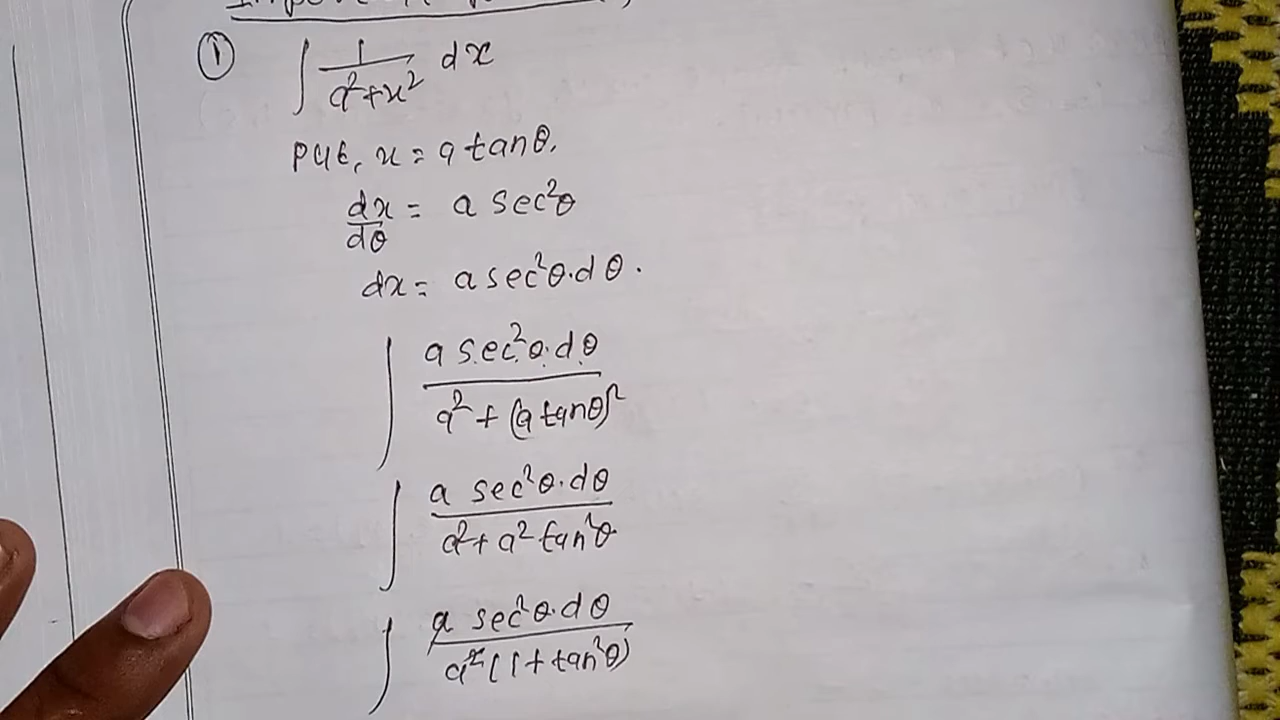 ① ∫ 1/(a²+x²) dx
Put, x = a tanθ.
dx/dθ = a sec²θ
dx = a sec²θ.dθ.
∫ a sec²θ.dθ / a² + (a tanθ)²
∫ a sec²θ.dθ / a² + a² tan²θ
∫ a sec²θ.dθ / a²(1 + tan²θ)